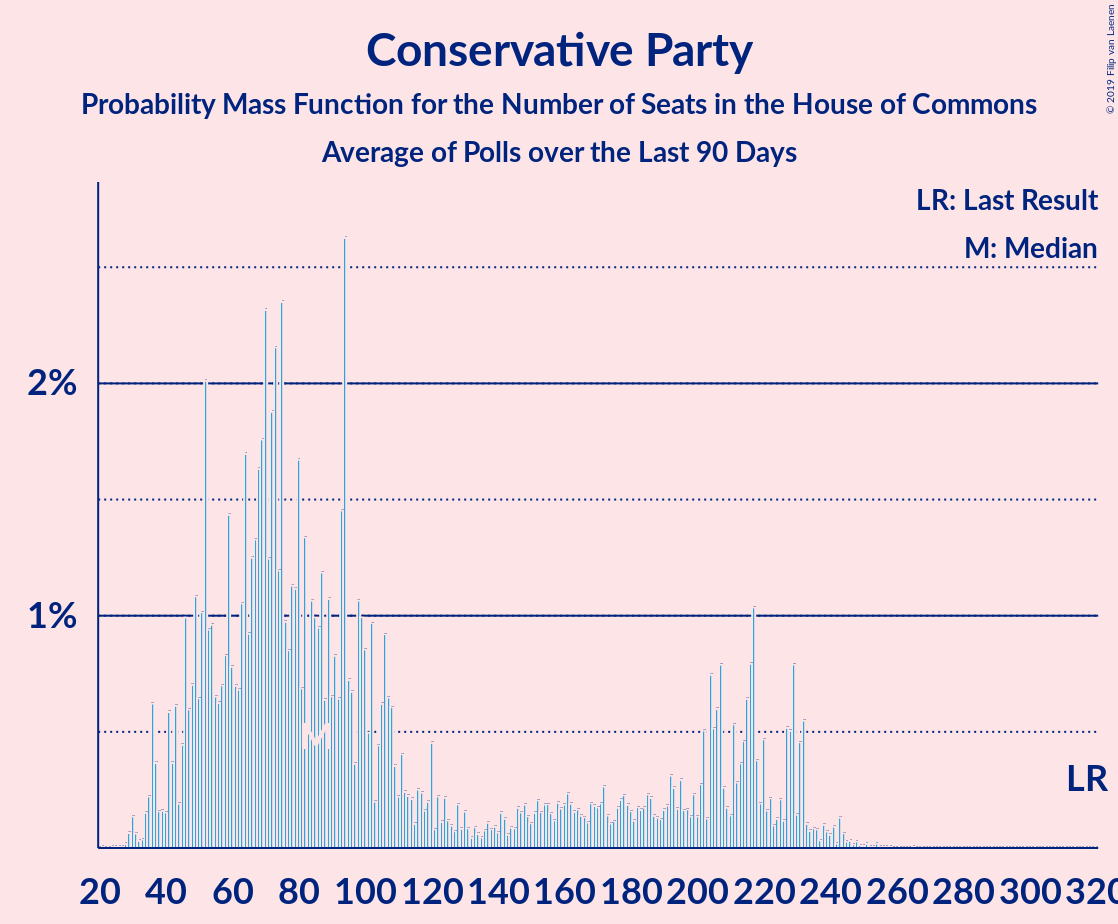 Conservative Party
Probability Mass Function for the Number of Seats in the House of Commons
Average of Polls over the Last 90 Days
© 2019 Filip van Laenen
LR: Last Result
M: Median
2%
1%
M
LR
20 40 60 80 100 120 140 160 180 200 220 240 260 280 300 320